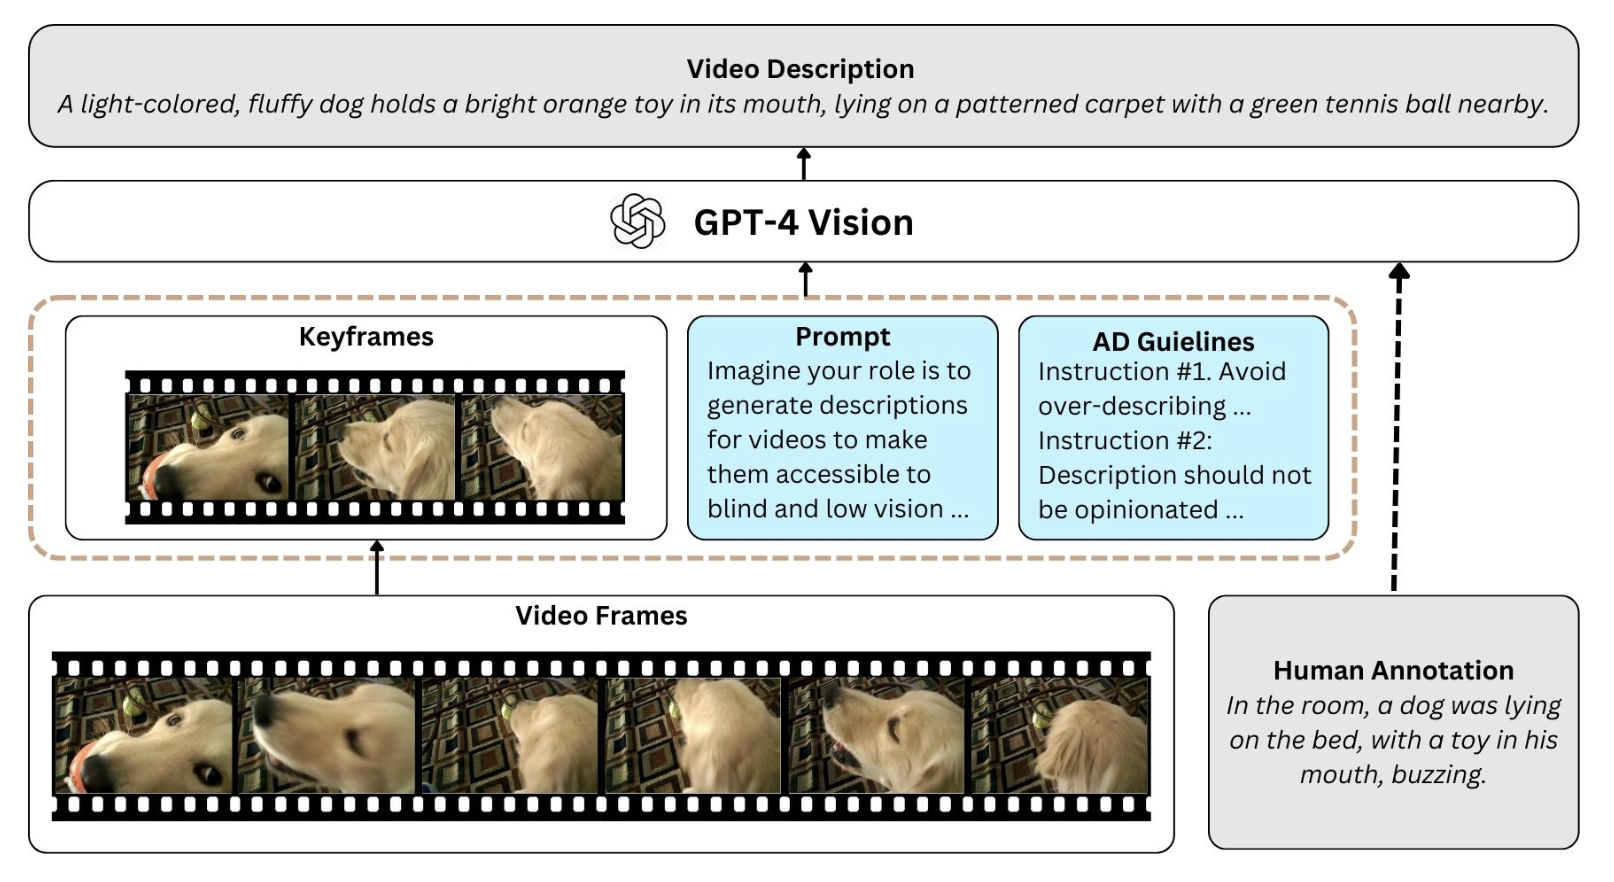 Video Description
A light-colored, fluffy dog holds a bright orange toy in its mouth, lying on a patterned carpet with a green tennis ball nearby.
GPT-4 Vision
Keyframes
Prompt
Imagine your role is to
generate descriptions
for videos to make
them accessible to
blind and low vision ...
AD Guielines
Instruction #1. Avoid
over-describing ...
Instruction #2:
Description should not
be opinionated ...
Video Frames
Human Annotation
In the room, a dog was lying
on the bed, with a toy in his
mouth, buzzing.